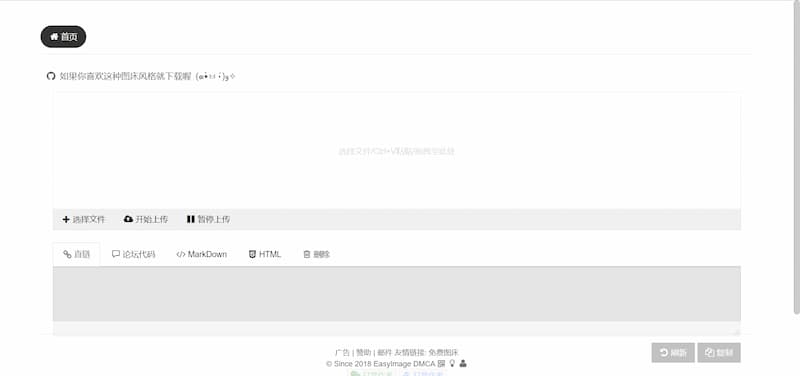 首页
如果你喜欢这种图床风格就下载喔
选择文件/Ctrl+V粘贴/拖拽至此处
选择文件 开始上传 暂停上传
直链 论坛代码 MarkDown HTML 删除
广告 | 赞助 | 邮件 友情链接: 免费图床
刷新 复制
© Since 2018 EasyImage DMCA